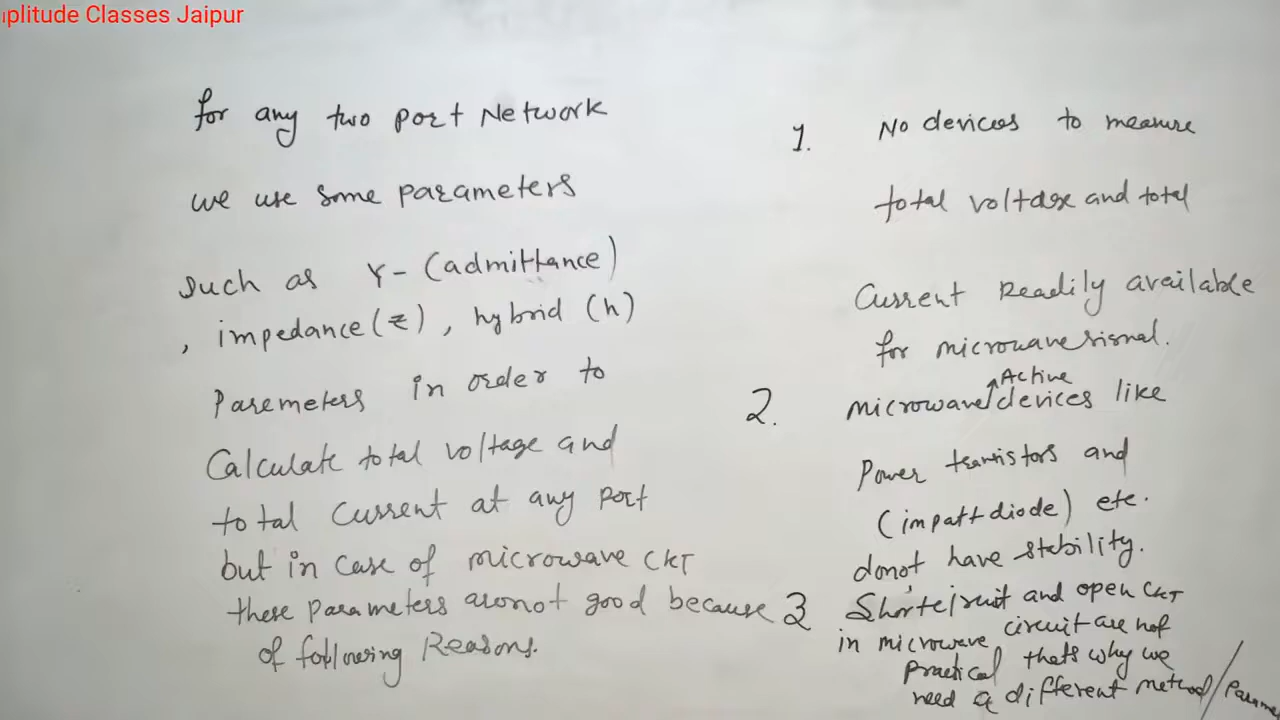 plitude Classes Jaipur
for any two port Network
we use some parameters
such as Y- (admittance)
, impedance (z), hybrid (h)
Paremeters in order to
Calculate total voltage and
total current at any port
but in case of microwave CKT
these parameters are not good because
of following Reasons.
1. No devices to measure
total voltage and total
Current Readily available
for microwave signal.
Active
2. microwave devices like
Power transistors and
(impatt diode) etc.
donot have stability.
3 Short circuit and open CKT
in microwave circuit are not
practical thats why we
need a different method/